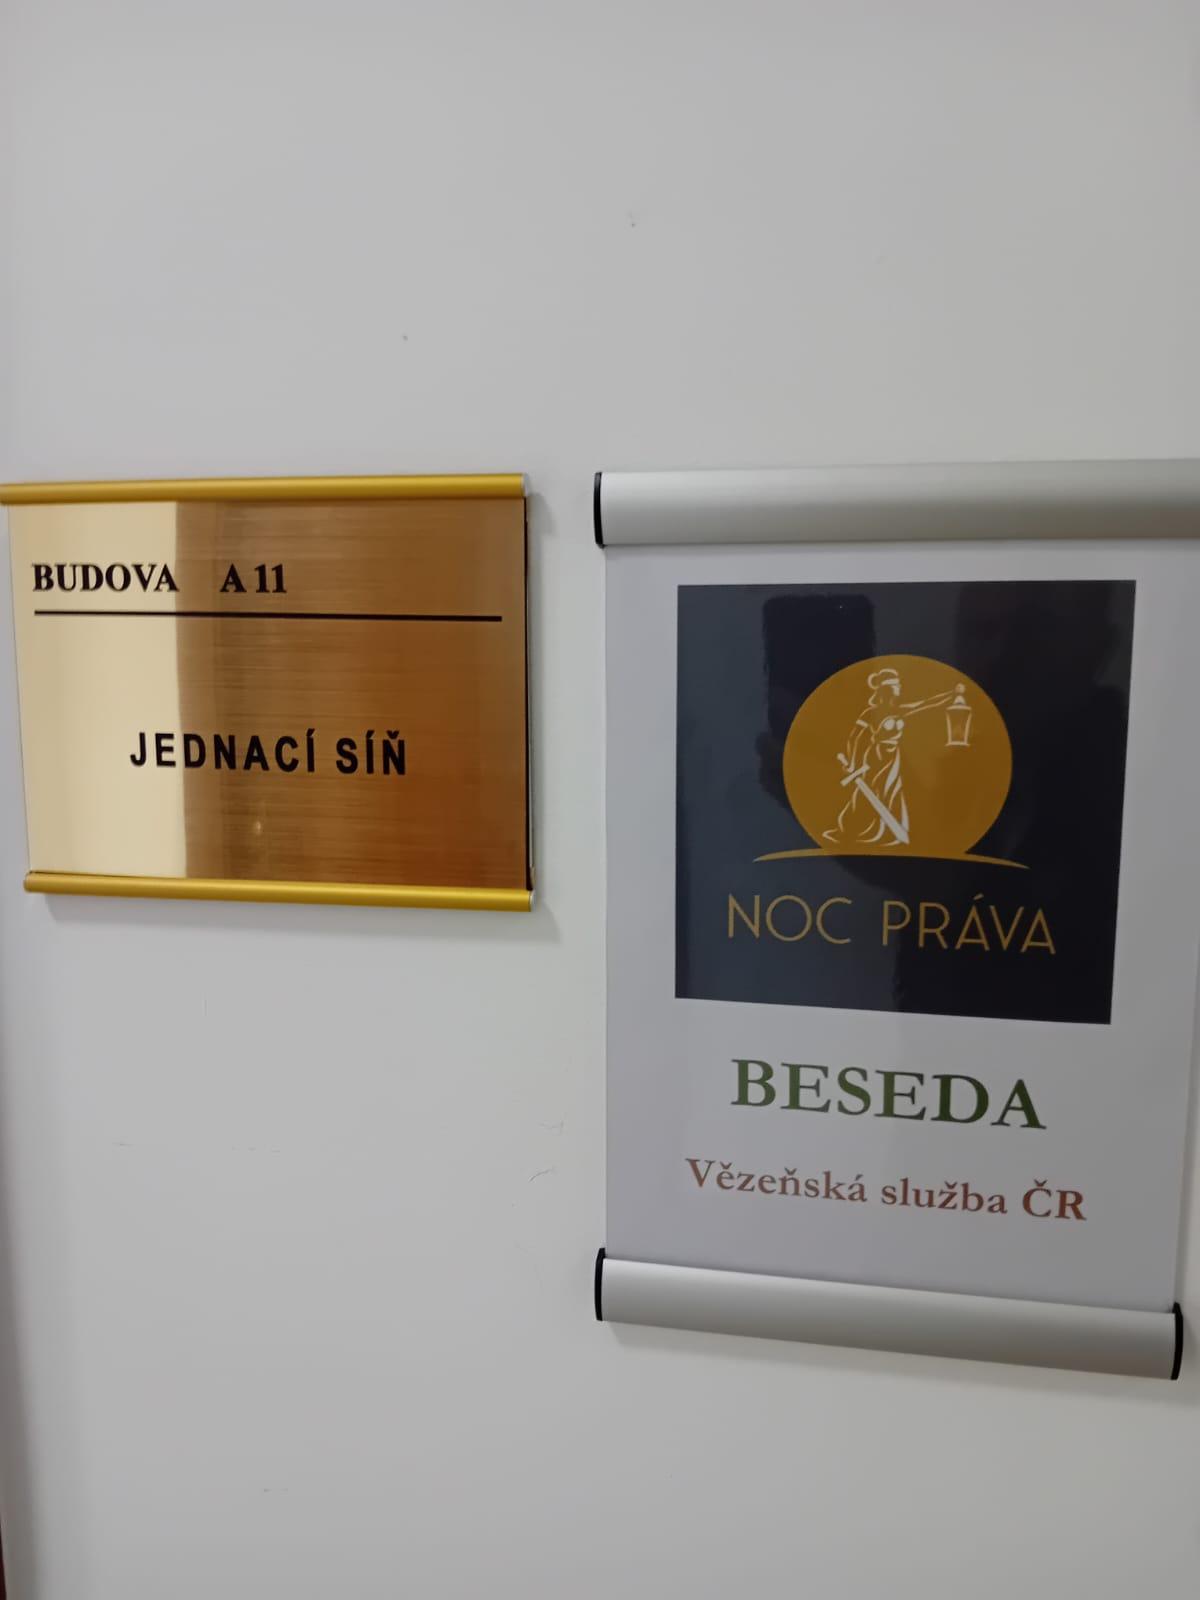 BUDOVA A 11
JEDNACÍ SÍŇ
NOC PRÁVA
BESEDA
Vězeňská služba ČR